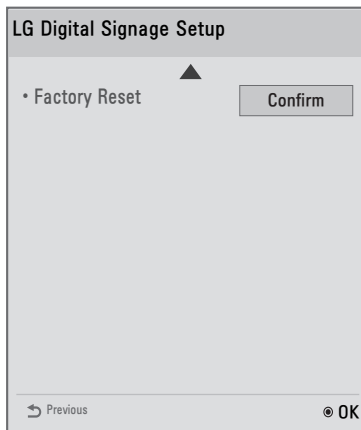 LG Digital Signage Setup
• Factory Reset Confirm
Previous OK